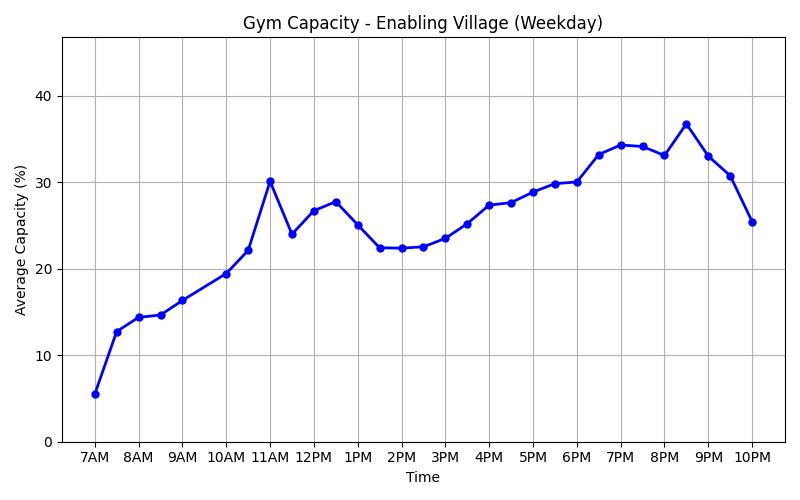 Gym Capacity - Enabling Village (Weekday)
Average Capacity (%)
40
30
20
10
0
7AM 8AM 9AM 10AM 11AM 12PM 1PM 2PM 3PM 4PM 5PM 6PM 7PM 8PM 9PM 10PM
Time